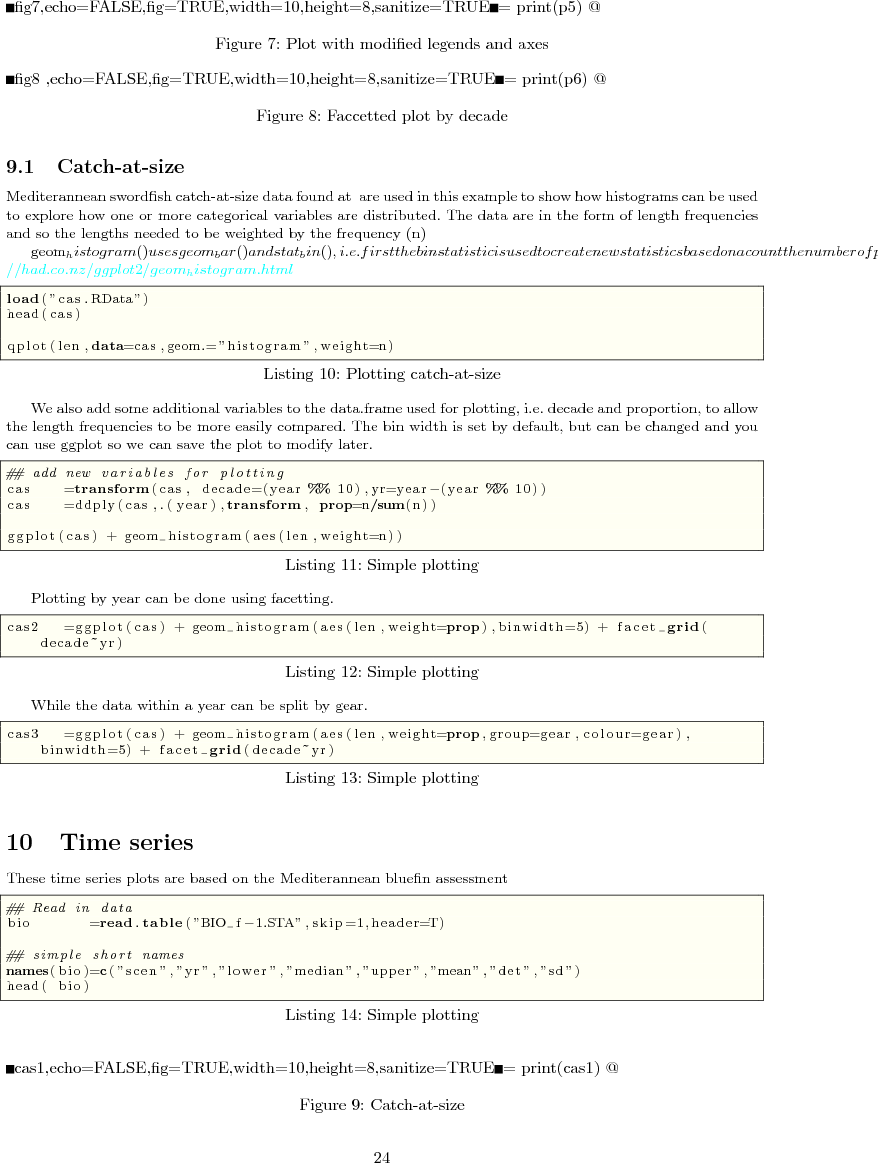 ■fig7,echo=FALSE,fig=TRUE,width=10,height=8,sanitize=TRUE■= print(p5) @
Figure 7: Plot with modified legends and axes
■fig8 ,echo=FALSE,fig=TRUE,width=10,height=8,sanitize=TRUE■= print(p6) @
Figure 8: Faccetted plot by decade
9.1 Catch-at-size
Mediterannean swordfish catch-at-size data found at are used in this example to show how histograms can be used
to explore how one or more categorical variables are distributed. The data are in the form of length frequencies
and so the lengths needed to be weighted by the frequency (n)
geom_histogram()usesgeom_bar()andstat_bin(),i.e.firstthebinstatisticisusedtocreatenewstatisticsbasedonacountthenumberofp
//had.co.nz/ggplot2/geom_histogram.html
load("cas.RData")
head(cas)
qplot(len,data=cas,geom.="histogram",weight=n)
Listing 10: Plotting catch-at-size
We also add some additional variables to the data.frame used for plotting, i.e. decade and proportion, to allow
the length frequencies to be more easily compared. The bin width is set by default, but can be changed and you
can use ggplot so we can save the plot to modify later.
## add new variables for plotting
cas =transform(cas, decade=(year %% 10),yr=year-(year %% 10))
cas =ddply(cas,.(year),transform, prop=n/sum(n))
ggplot(cas) + geom_histogram(aes(len,weight=n))
Listing 11: Simple plotting
Plotting by year can be done using facetting.
cas2 =ggplot(cas) + geom_histogram(aes(len,weight=prop),binwidth=5) + facet_grid(
decade~yr)
Listing 12: Simple plotting
While the data within a year can be split by gear.
cas3 =ggplot(cas) + geom_histogram(aes(len,weight=prop,group=gear,colour=gear),
binwidth=5) + facet_grid(decade~yr)
Listing 13: Simple plotting
10 Time series
These time series plots are based on the Mediterannean bluefin assessment
## Read in data
bio =read.table("BIO_f-1.STA",skip=1,header=T)
## simple short names
names(bio)=c("scen","yr","lower","median","upper","mean","det","sd")
head( bio)
Listing 14: Simple plotting
■cas1,echo=FALSE,fig=TRUE,width=10,height=8,sanitize=TRUE■= print(cas1) @
Figure 9: Catch-at-size
24